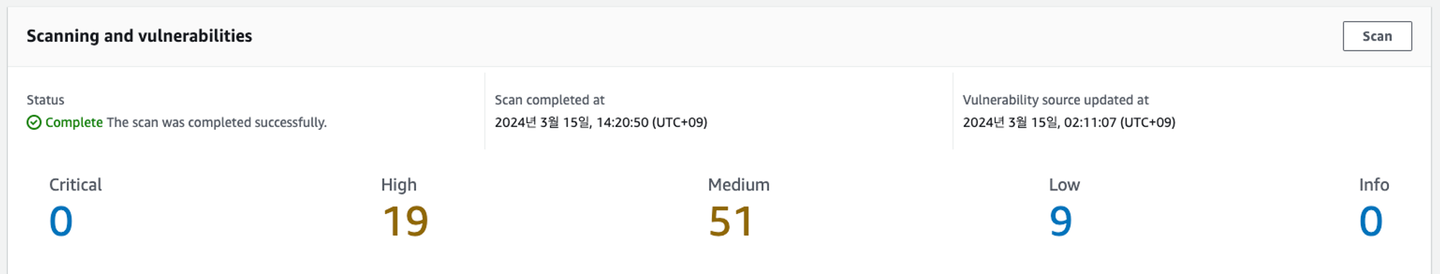 Scanning and vulnerabilities
Scan
Status
Complete The scan was completed successfully.
Scan completed at
2024년 3월 15일, 14:20:50 (UTC+09)
Vulnerability source updated at
2024년 3월 15일, 02:11:07 (UTC+09)
Critical
0
High
19
Medium
51
Low
9
Info
0